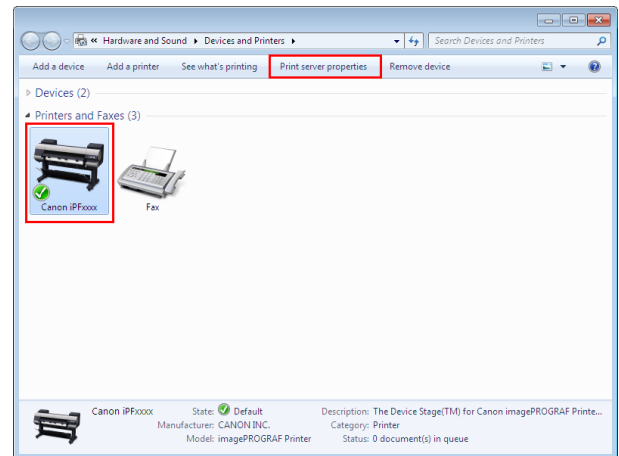 « Hardware and Sound ▸ Devices and Printers ▸ Search Devices and Printers
Add a device Add a printer See what's printing Print server properties Remove device
Devices (2)
Printers and Faxes (3)
Canon iPFxxxx Fax
Canon iPFxxxx State: Default Description: The Device Stage(TM) for Canon imagePROGRAF Printe...
Manufacturer: CANON INC. Category: Printer
Model: imagePROGRAF Printer Status: 0 document(s) in queue